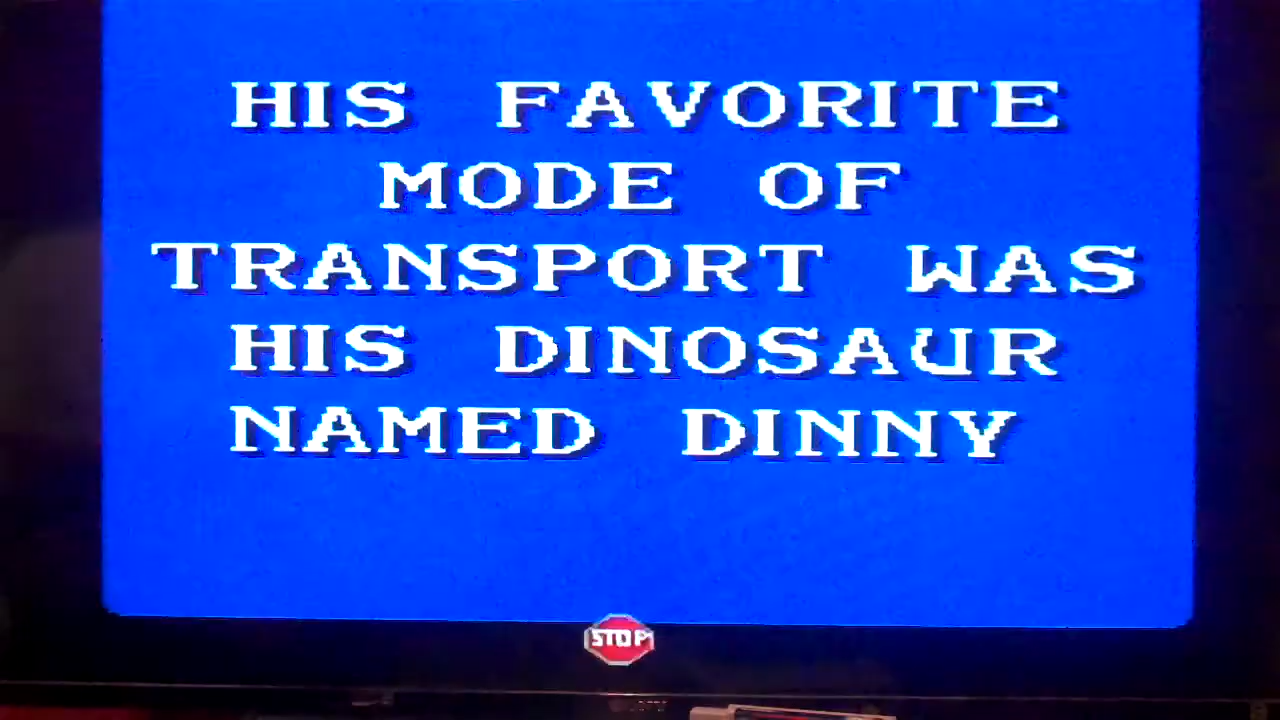 HIS FAVORITE
MODE OF
TRANSPORT WAS
HIS DINOSAUR
NAMED DINNY
STOP